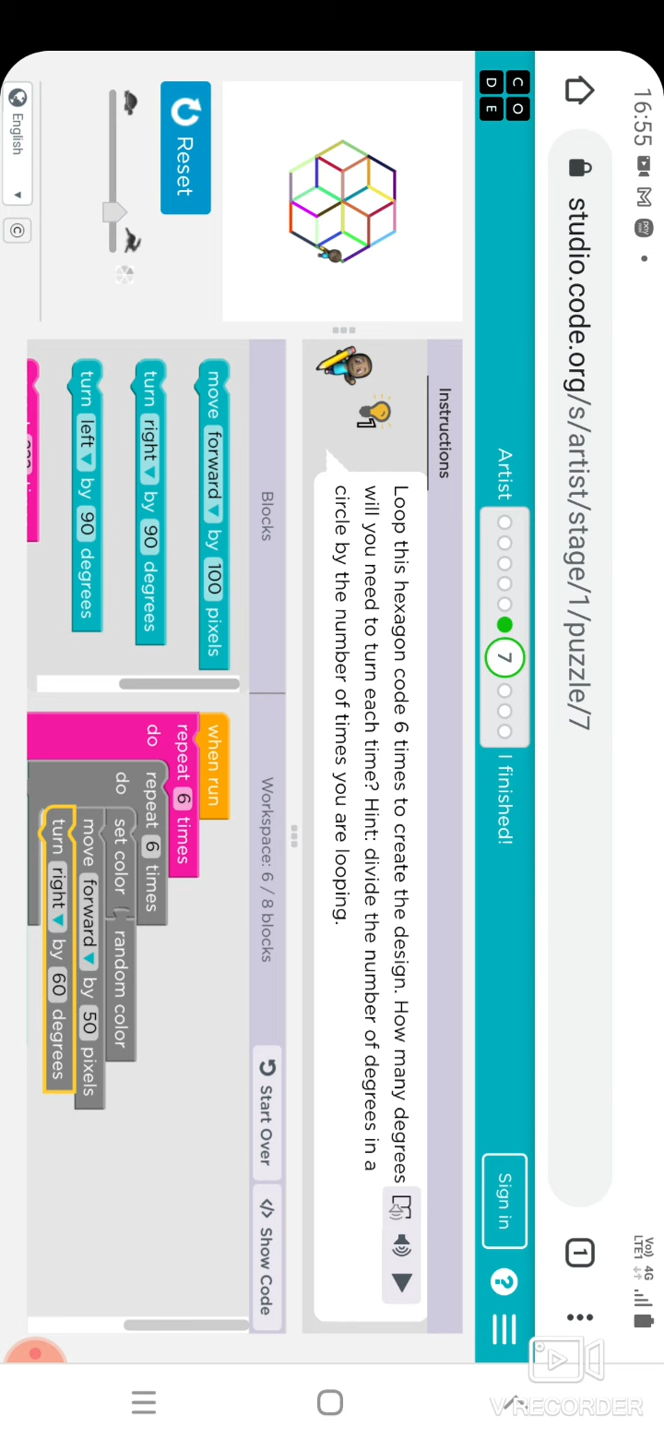 16:55
Vo)) 4G
LTE1
studio.code.org/s/artist/stage/1/puzzle/7
1
C O
D E
Artist
7
I finished!
Sign in
?
Instructions
1
Loop this hexagon code 6 times to create the design. How many degrees
will you need to turn each time? Hint: divide the number of degrees in a
circle by the number of times you are looping.
Reset
English
©
Blocks
Workspace: 6 / 8 blocks
Start Over
</> Show Code
move forward by 100 pixels
turn right by 90 degrees
turn left by 90 degrees
when run
repeat 6 times
do
repeat 6 times
do
set color
random color
move forward by 50 pixels
turn right by 60 degrees
V RECORDER